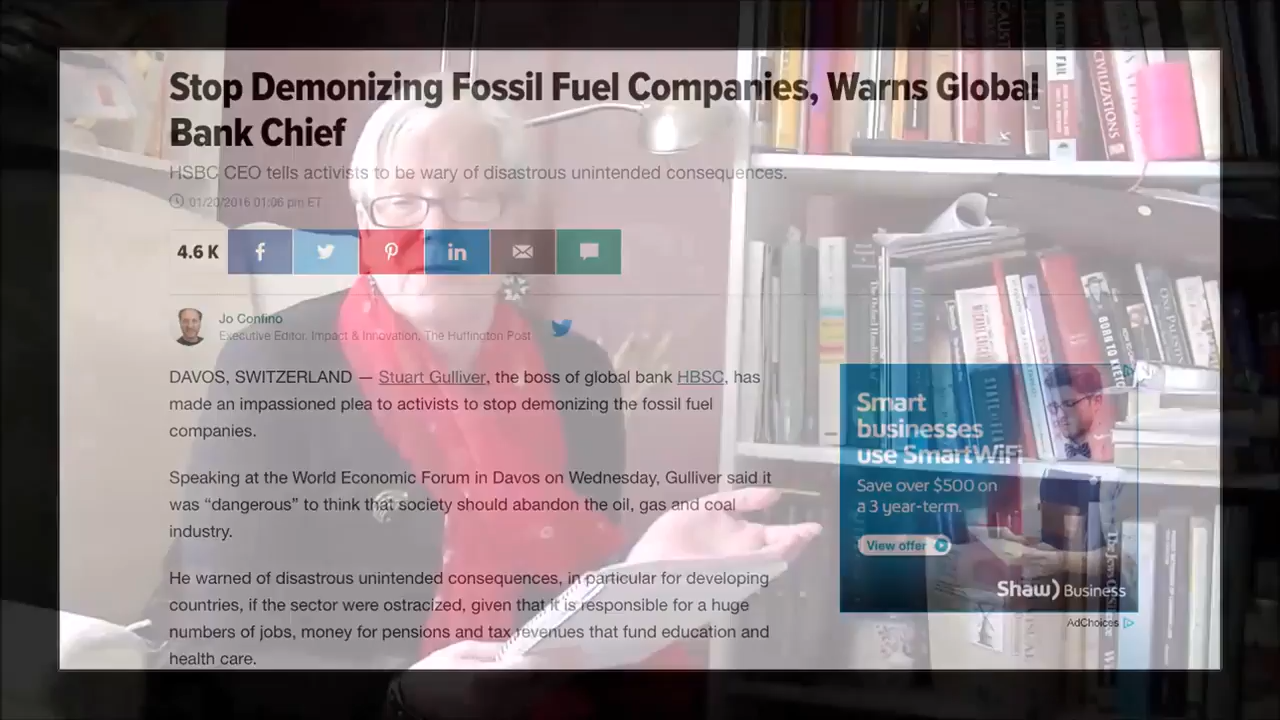 Stop Demonizing Fossil Fuel Companies, Warns Global
Bank Chief
HSBC CEO tells activists to be wary of disastrous unintended consequences.
01/20/2016 01:06 pm ET
4.6 K
Jo Confino
Executive Editor, Impact & Innovation, The Huffington Post
DAVOS, SWITZERLAND — Stuart Gulliver, the boss of global bank HSBC, has
made an impassioned plea to activists to stop demonizing the fossil fuel
companies.
Speaking at the World Economic Forum in Davos on Wednesday, Gulliver said it
was “dangerous” to think that society should abandon the oil, gas and coal
industry.
He warned of disastrous unintended consequences, in particular for developing
countries, if the sector were ostracized, given that it is responsible for a huge
numbers of jobs, money for pensions and tax revenues that fund education and
health care.
Smart
businesses
use SmartWiFi
Save over $500 on
a 3 year-term.
View offer
Shaw) Business
AdChoices
FAIL
CIVILIZATIONS
BORN TO